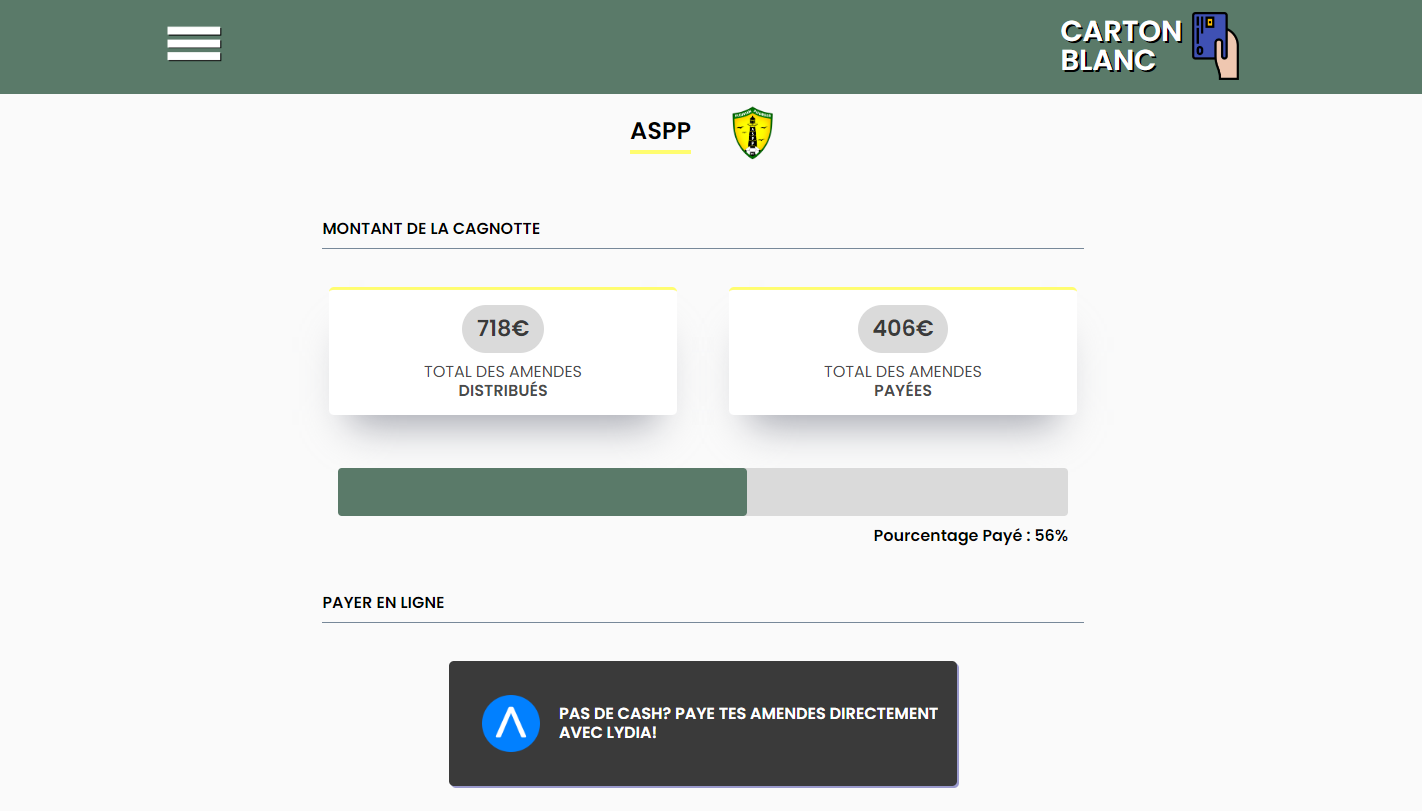 CARTON
BLANC
ASPP
MONTANT DE LA CAGNOTTE
718€
TOTAL DES AMENDES
DISTRIBUÉS
406€
TOTAL DES AMENDES
PAYÉES
Pourcentage Payé : 56%
PAYER EN LIGNE
PAS DE CASH? PAYE TES AMENDES DIRECTEMENT
AVEC LYDIA!